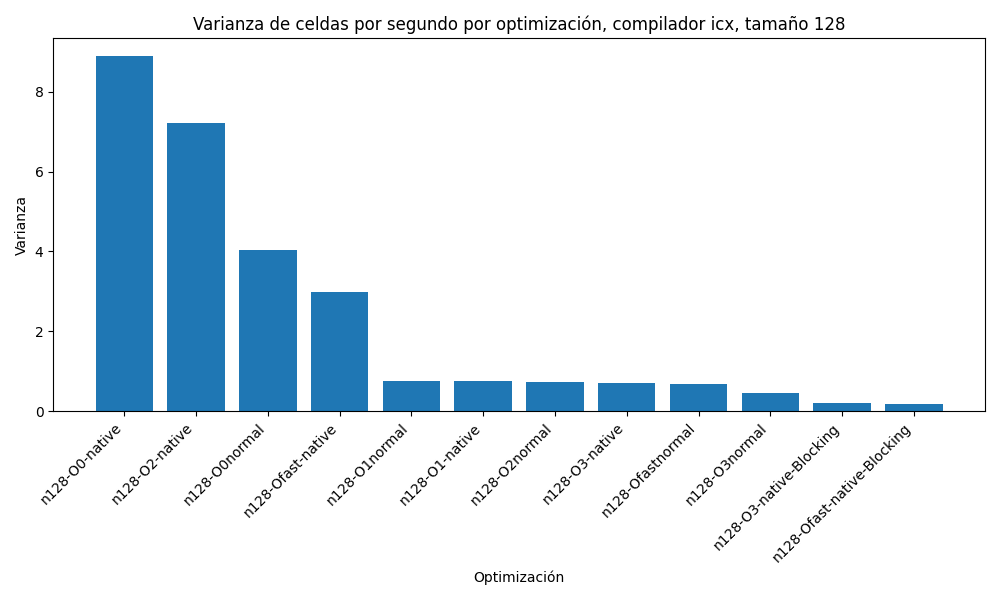 Varianza de celdas por segundo por optimización, compilador icx, tamaño 128
Varianza
8
6
4
2
0
n128-O0-native
n128-O2-native
n128-O0normal
n128-Ofast-native
n128-O1normal
n128-O1-native
n128-O2normal
n128-O3-native
n128-Ofastnormal
n128-O3normal
n128-O3-native-Blocking
n128-Ofast-native-Blocking
Optimización